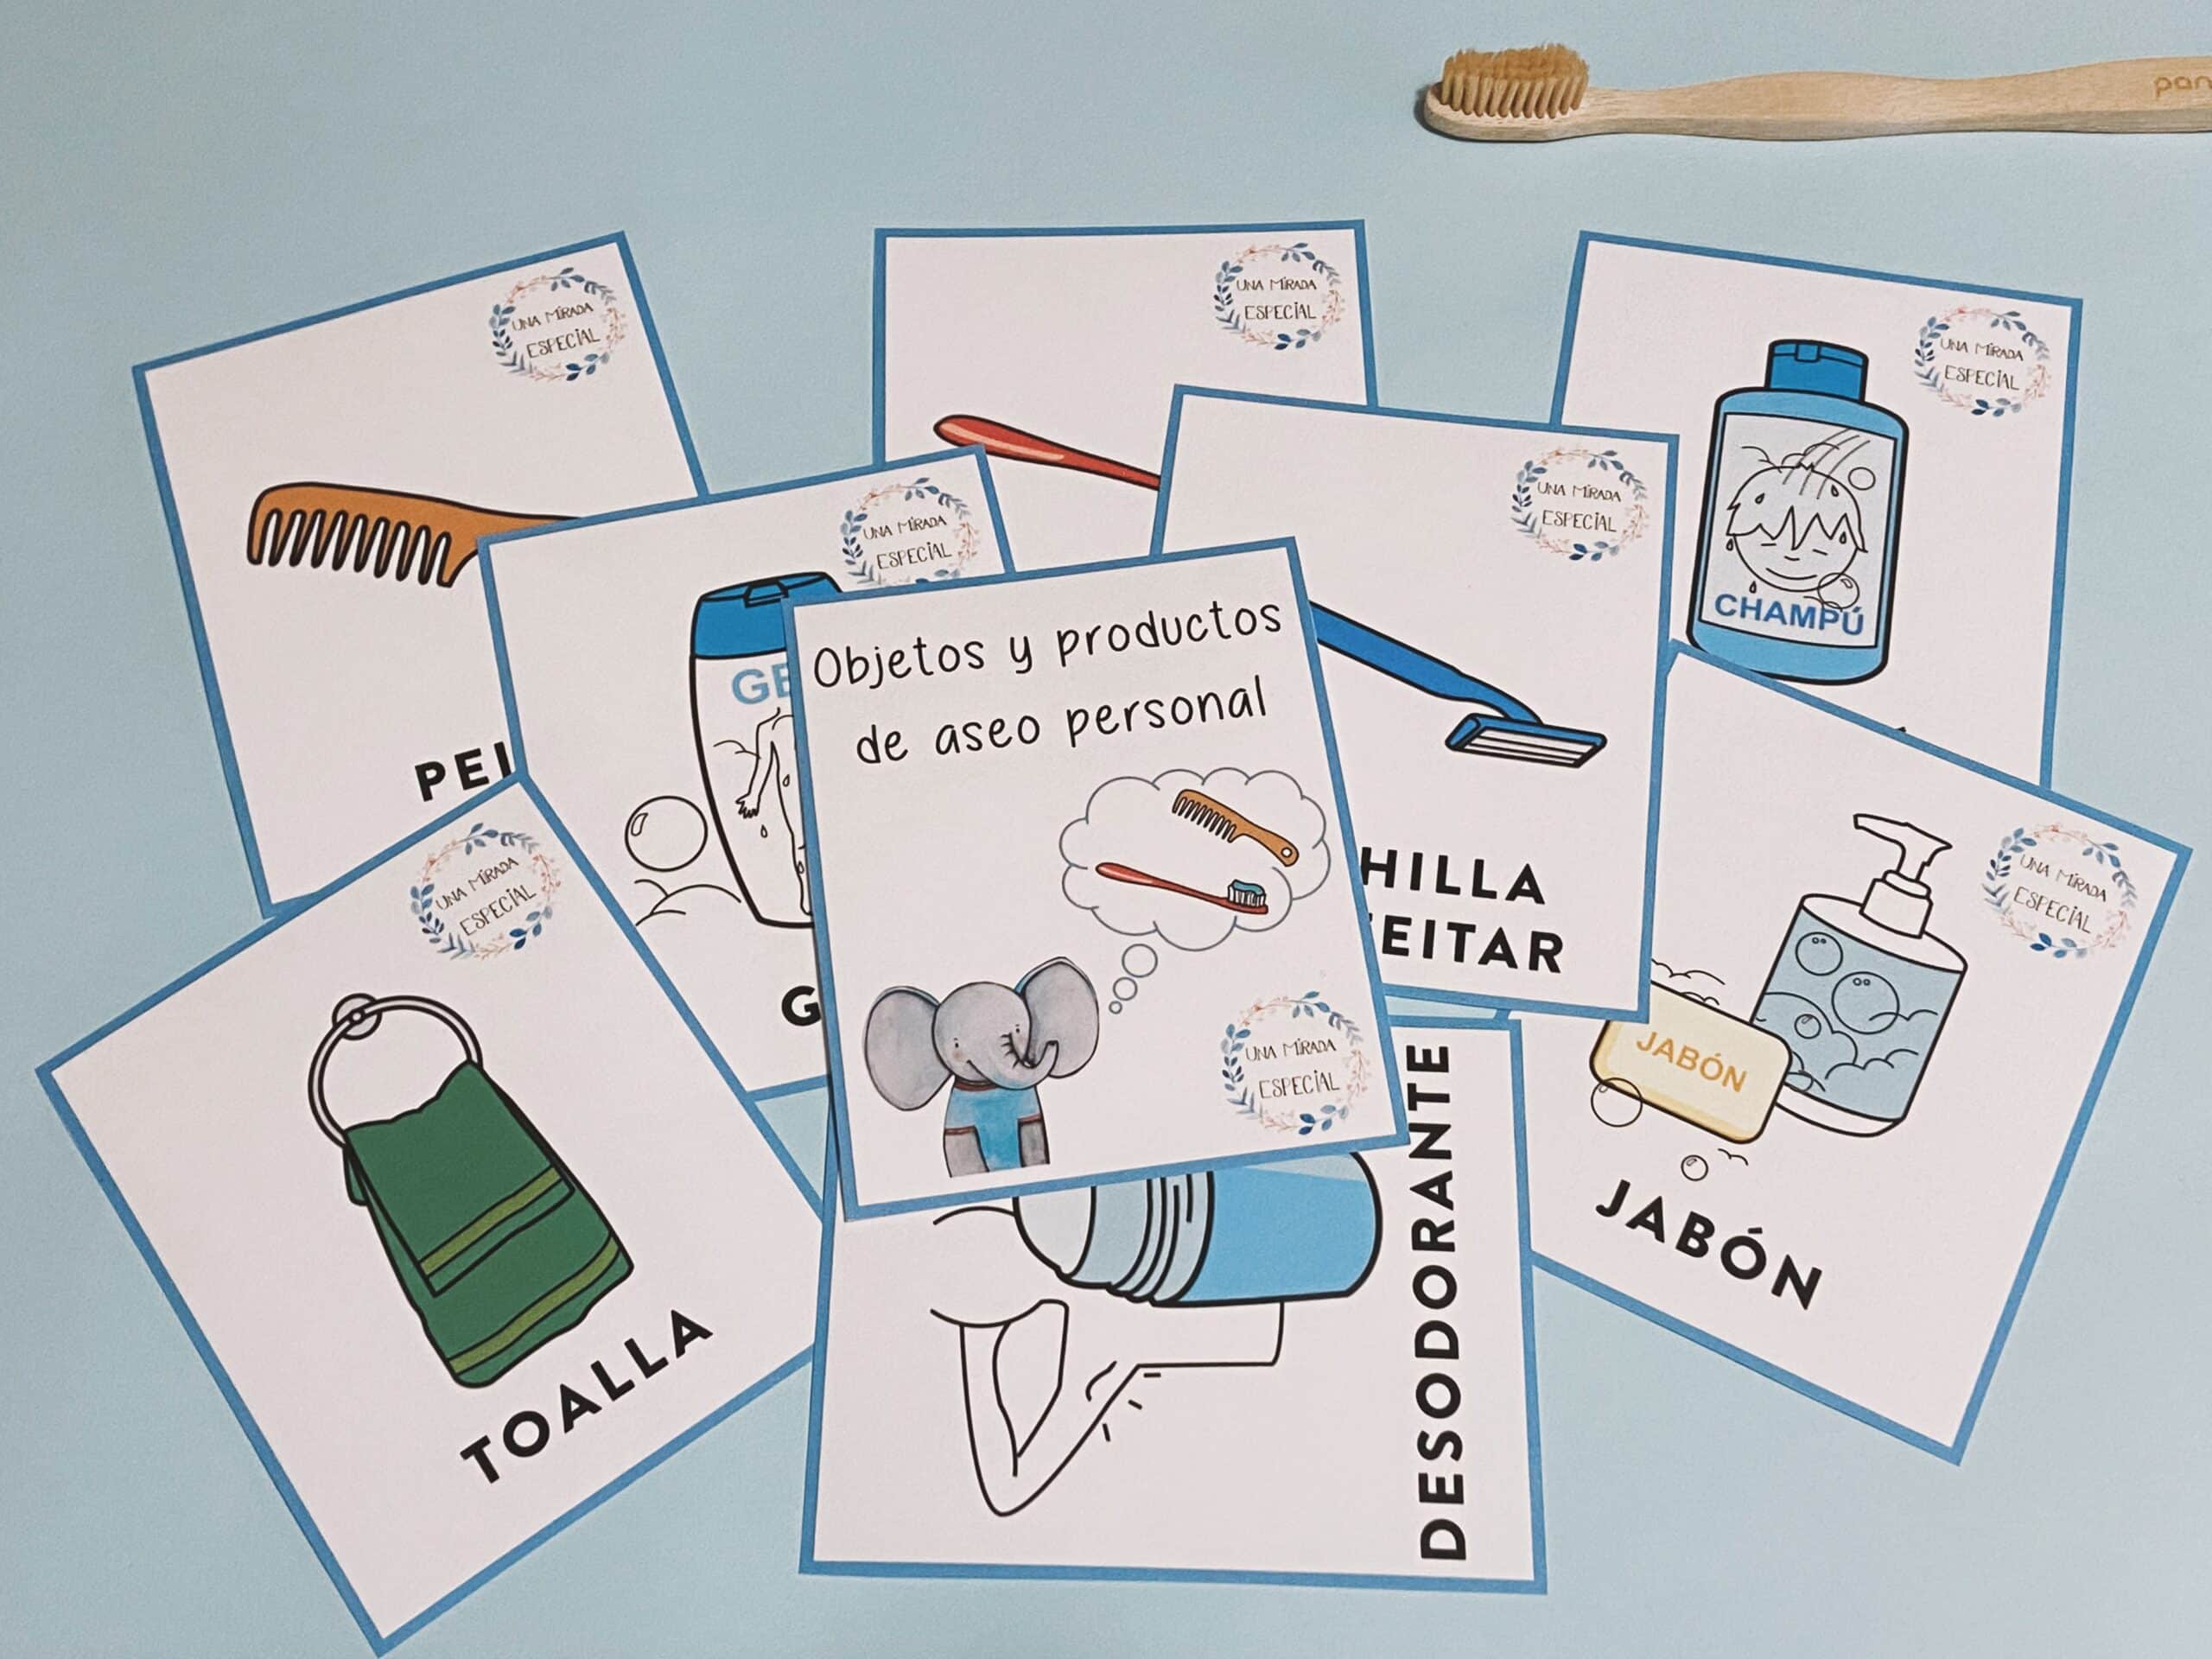 pan
UNA MIRADA
ESPECIAL
UNA MIRADA
ESPECIAL
UNA MIRADA
ESPECIAL
CHAMPÚ
PEI
UNA MIRADA
ESPECIAL
GE
G
UNA MIRADA
ESPECIAL
HILLA
FEITAR
Objetos y productos
de aseo personal
UNA MIRADA
ESPECIAL
UNA MIRADA
ESPECIAL
JABÓN
JABÓN
UNA MIRADA
ESPECIAL
TOALLA
DESODORANTE